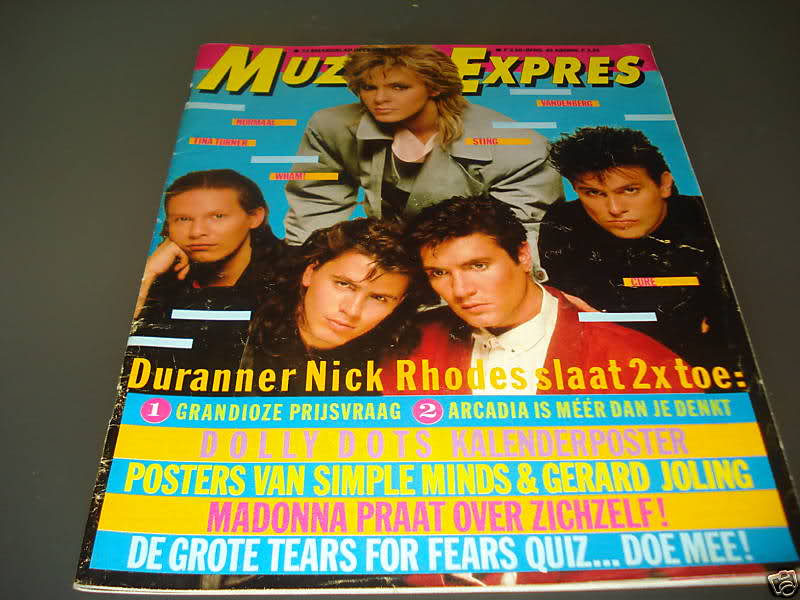 MUZ EXPRES
VANDENBERG
NORMAAL
TINA TURNER
STING
WHAM!
CURE
Duranner Nick Rhodes slaat 2x toe:
1 GRANDIOZE PRIJSVRAAG 2 ARCADIA IS MÉÉR DAN JE DENKT
DOLLY DOTS KALENDERPOSTER
POSTERS VAN SIMPLE MINDS & GERARD JOLING
MADONNA PRAAT OVER ZICHZELF!
DE GROTE TEARS FOR FEARS QUIZ... DOE MEE!